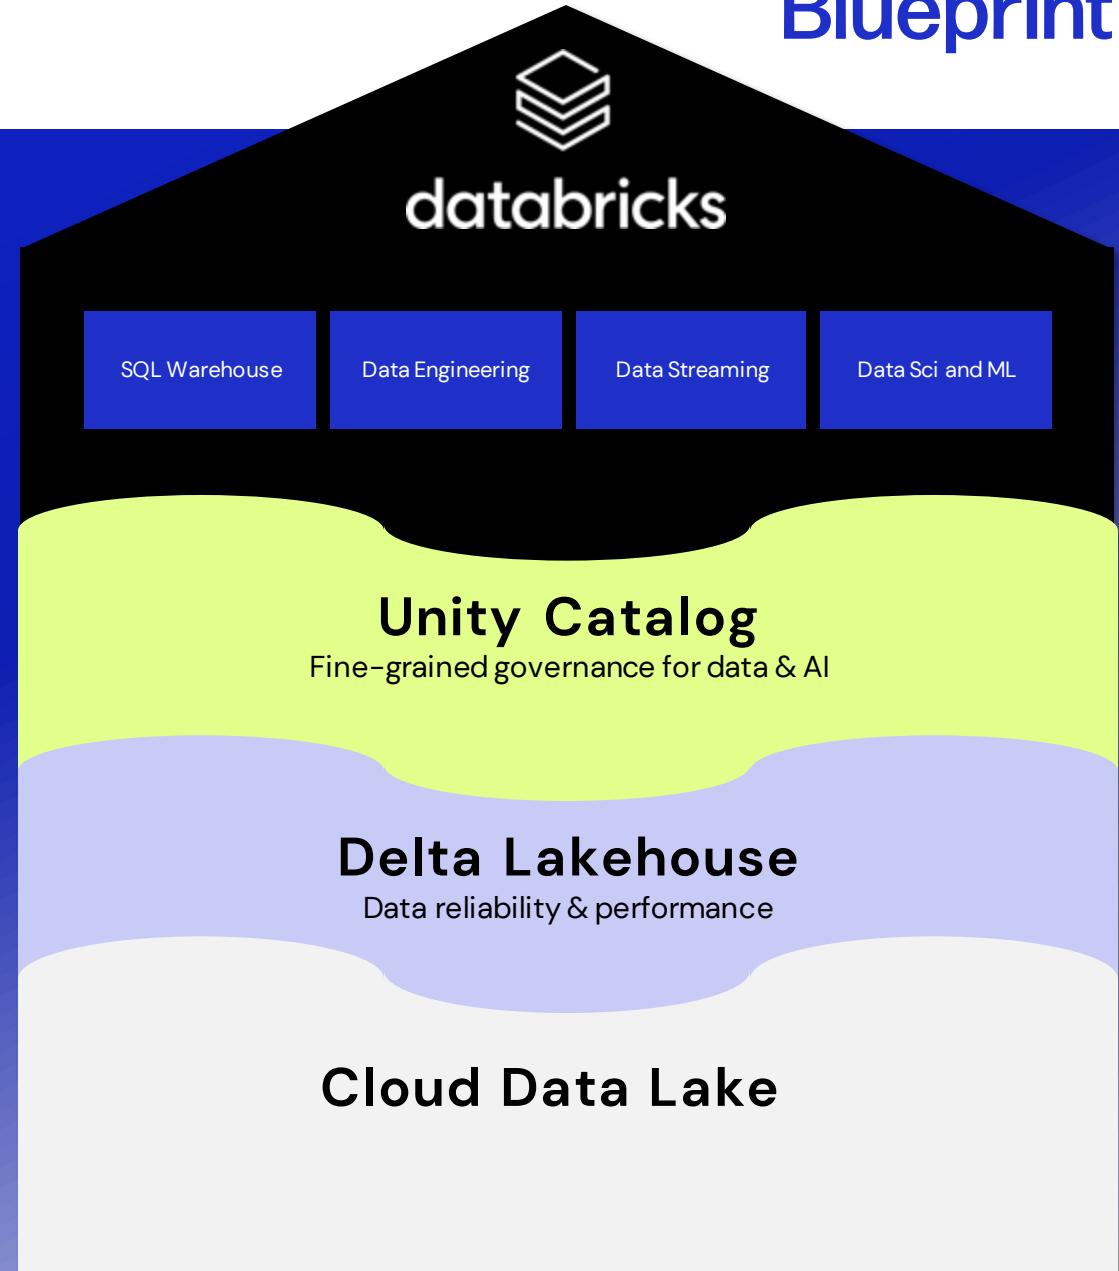 Blueprint
databricks
SQL Warehouse
Data Engineering
Data Streaming
Data Sci and ML
Unity Catalog
Fine-grained governance for data & AI
Delta Lakehouse
Data reliability & performance
Cloud Data Lake